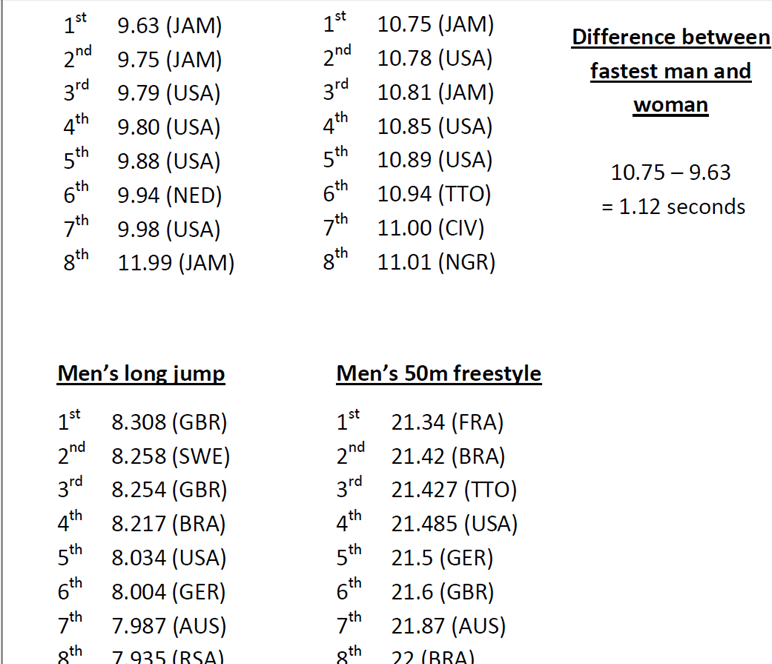 1st 9.63 (JAM)
2nd 9.75 (JAM)
3rd 9.79 (USA)
4th 9.80 (USA)
5th 9.88 (USA)
6th 9.94 (NED)
7th 9.98 (USA)
8th 11.99 (JAM)
1st 10.75 (JAM)
2nd 10.78 (USA)
3rd 10.81 (JAM)
4th 10.85 (USA)
5th 10.89 (USA)
6th 10.94 (TTO)
7th 11.00 (CIV)
8th 11.01 (NGR)
Difference between
fastest man and
woman
10.75 – 9.63
= 1.12 seconds
Men’s long jump
1st 8.308 (GBR)
2nd 8.258 (SWE)
3rd 8.254 (GBR)
4th 8.217 (BRA)
5th 8.034 (USA)
6th 8.004 (GER)
7th 7.987 (AUS)
8th 7.935 (RSA)
Men’s 50m freestyle
1st 21.34 (FRA)
2nd 21.42 (BRA)
3rd 21.427 (TTO)
4th 21.485 (USA)
5th 21.5 (GER)
6th 21.6 (GBR)
7th 21.87 (AUS)
8th 22 (BRA)